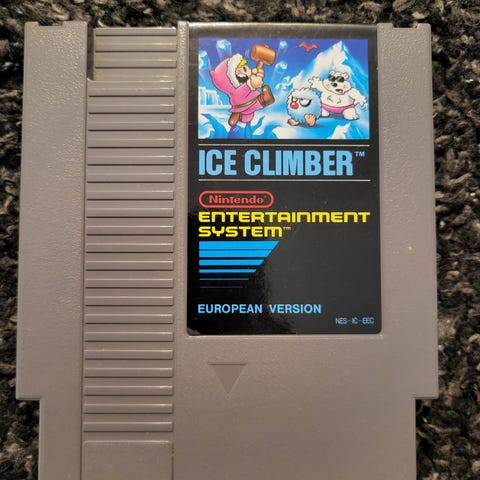 ICE CLIMBER™
Nintendo®
ENTERTAINMENT
SYSTEM™
EUROPEAN VERSION
NES-IC-EEC